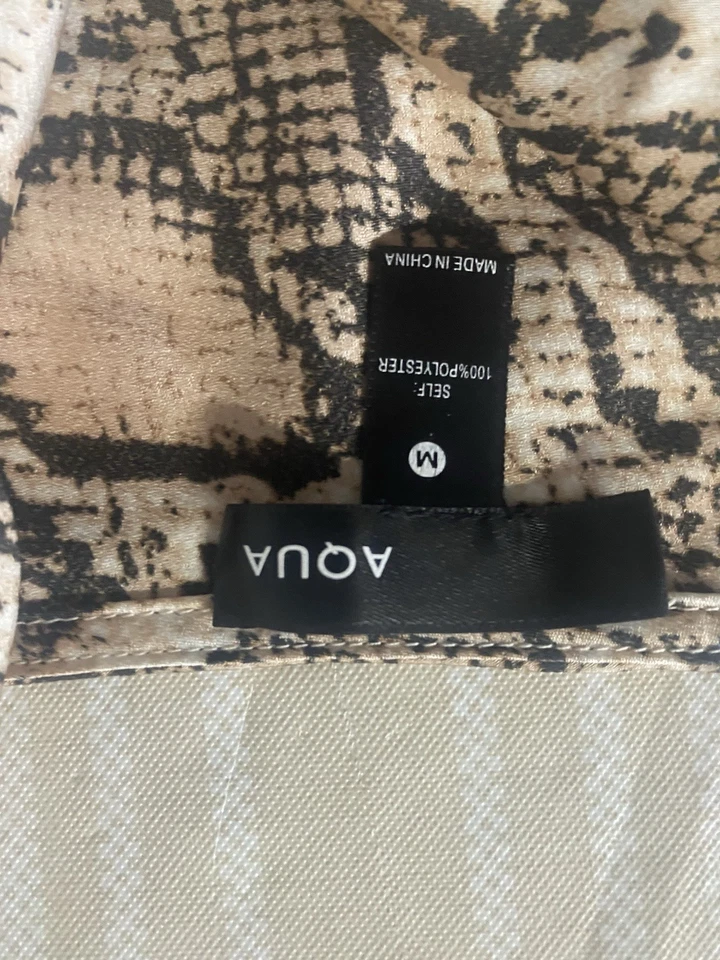 AQUA
M
SELF:
100%POLYESTER
MADE IN CHINA